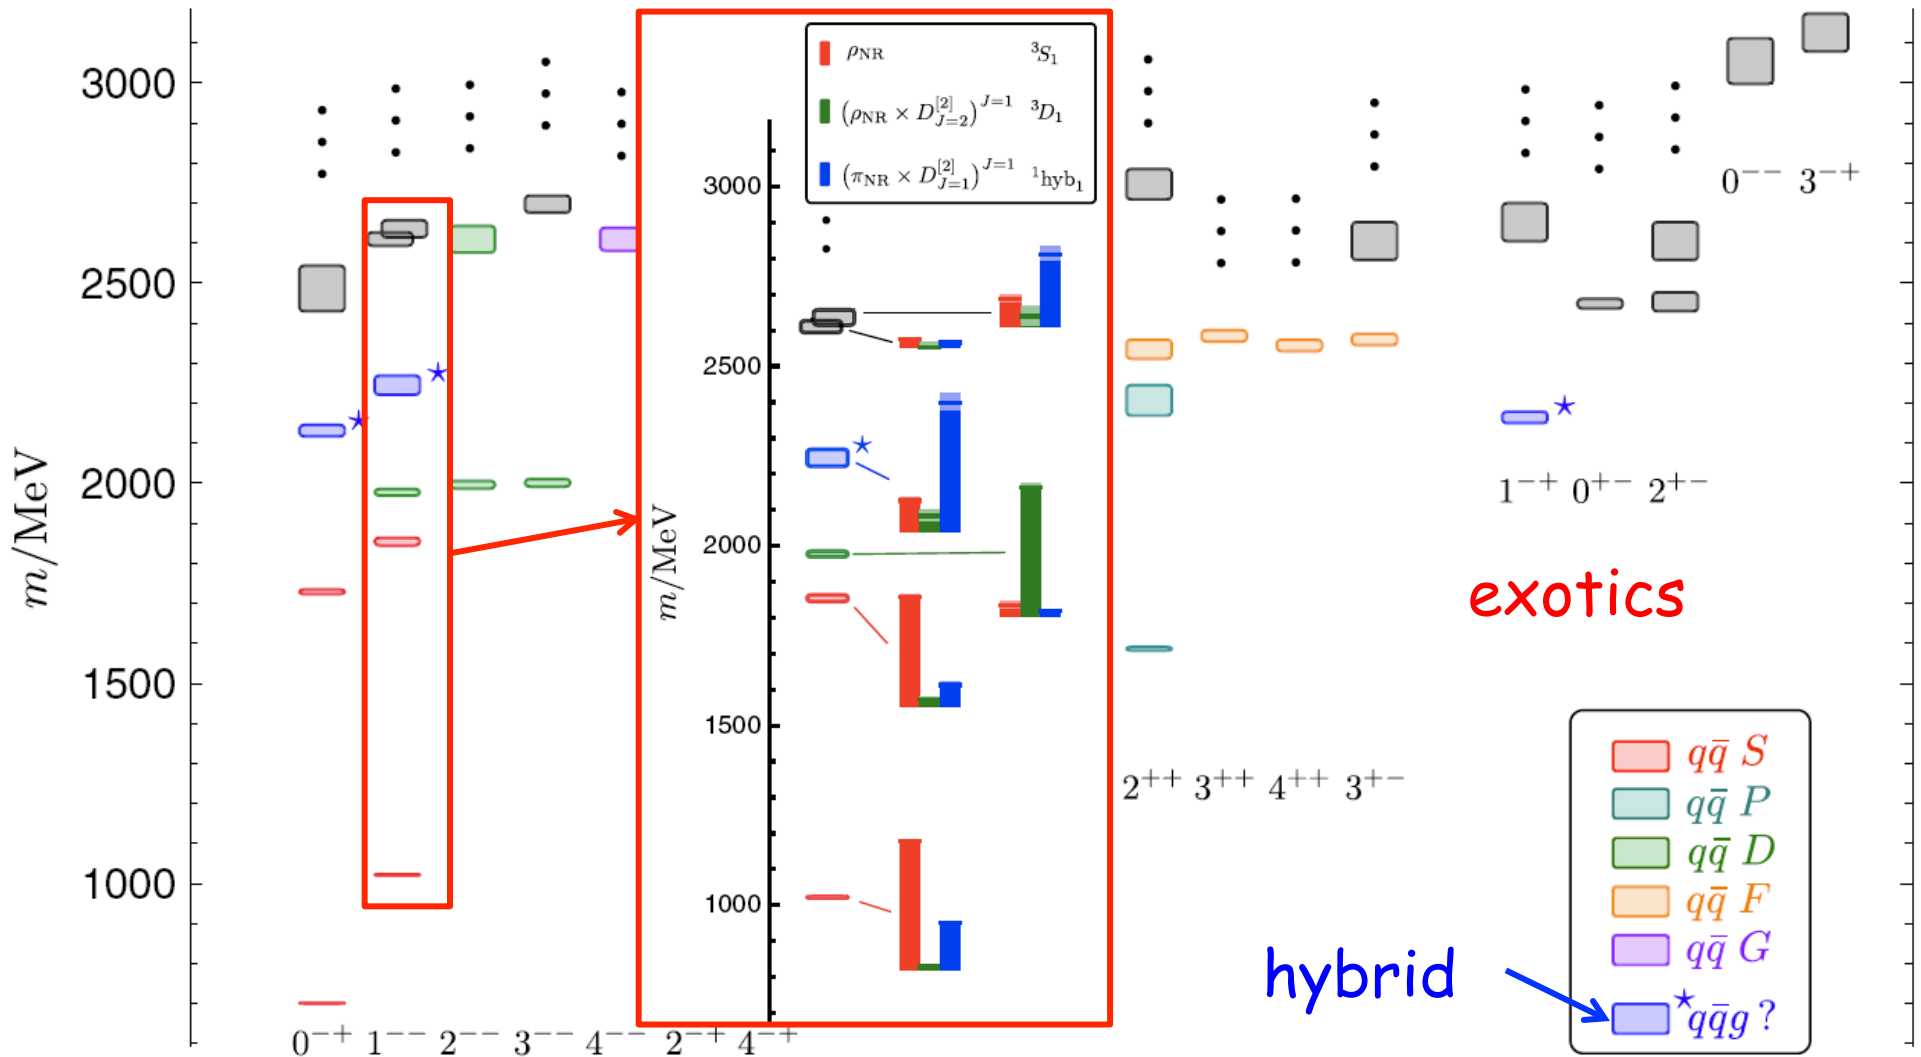 m/MeV
3000
2500
2000
1500
1000
0⁻⁺ 1⁻⁻ 2⁻⁻ 3⁻⁻ 4⁻⁻ 2⁻⁺ 4⁻⁺
ρNR ³S₁
(ρNR × D^[2]_J=2)^J=1 ³D₁
(πNR × D^[2]_J=1)^J=1 ¹hyb₁
m/MeV
3000
2500
2000
1500
1000
2⁺⁺ 3⁺⁺ 4⁺⁺ 3⁺⁻
1⁻⁺ 0⁺⁻ 2⁺⁻
0⁻⁻ 3⁻⁺
exotics
hybrid
qq̄ S
qq̄ P
qq̄ D
qq̄ F
qq̄ G
*qq̄g ?